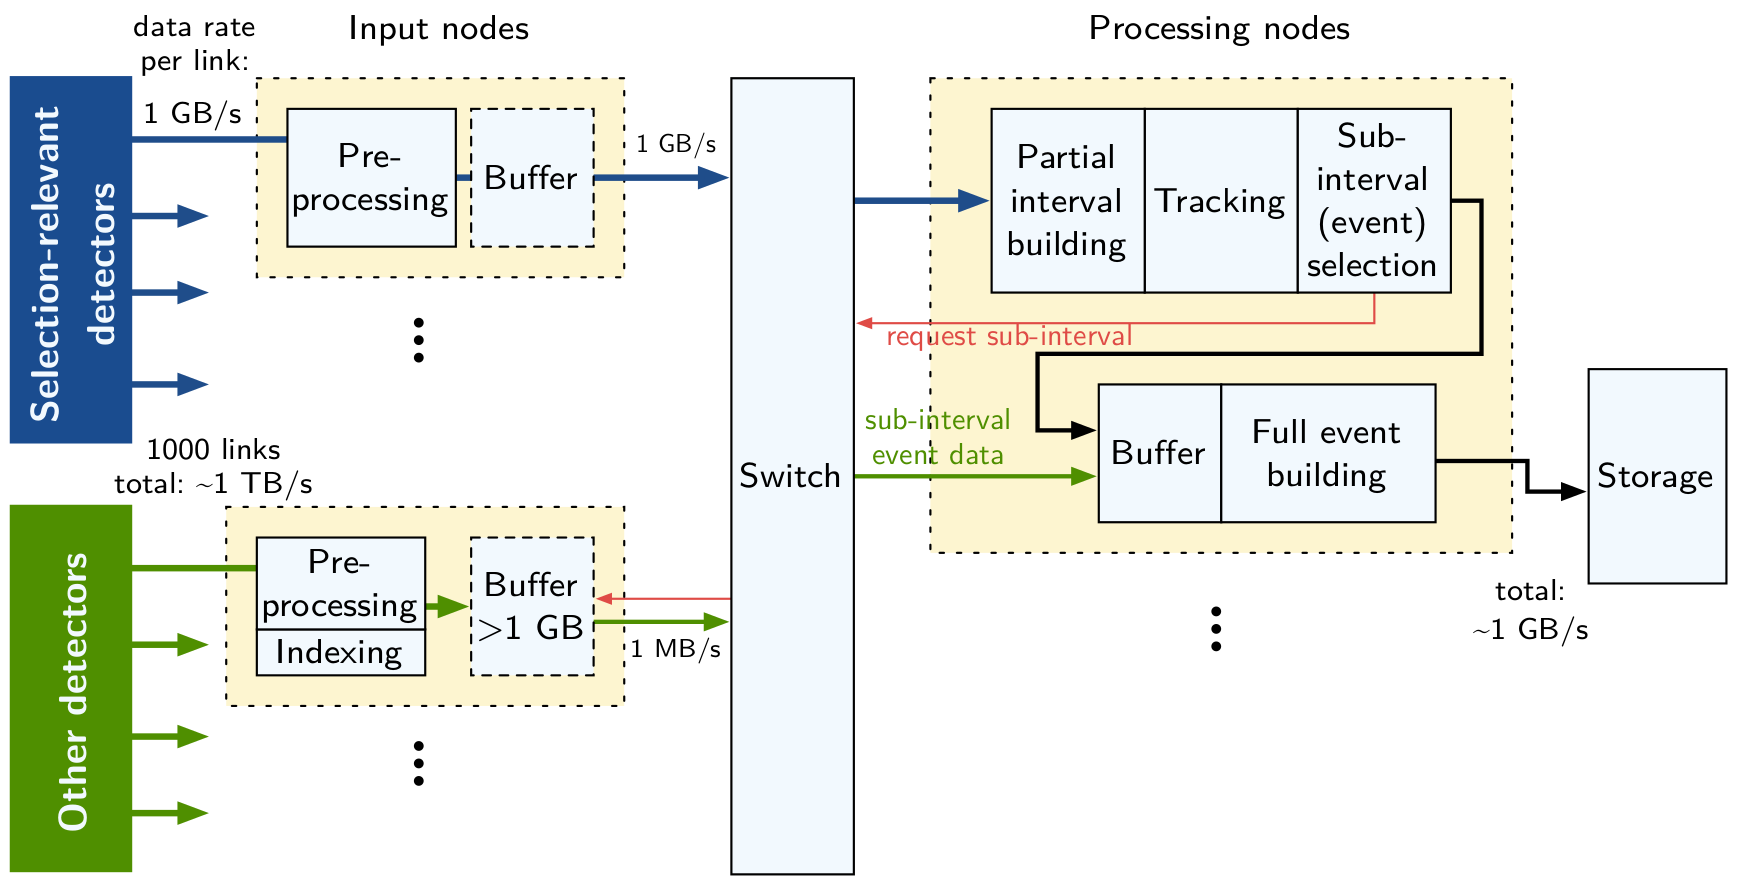 data rate
per link:
Input nodes
Processing nodes
Selection-relevant
detectors
1 GB/s
Pre-
processing
Buffer
1 GB/s
Partial
interval
building
Tracking
Sub-
interval
(event)
selection
request sub-interval
sub-interval
event data
Buffer
Full event
building
Switch
Storage
1000 links
total: ~1 TB/s
Other detectors
Pre-
processing
Indexing
Buffer
>1 GB
1 MB/s
total:
~1 GB/s